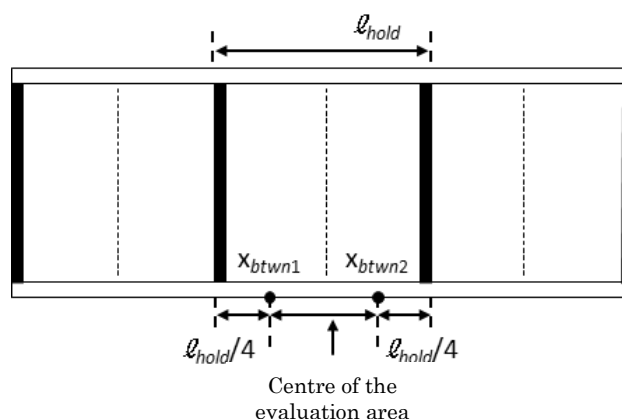 ℓhold
xbtwn1 xbtwn2
ℓhold/4 ℓhold/4
Centre of the
evaluation area